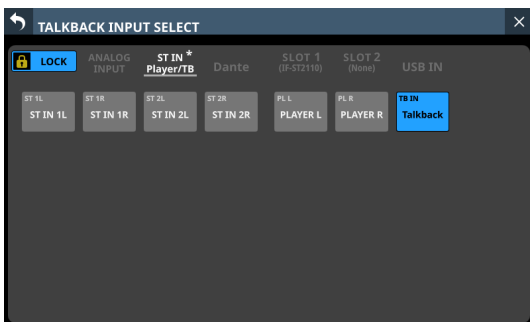 TALKBACK INPUT SELECT
LOCK
ANALOG
INPUT
ST IN *
Player/TB
Dante
SLOT 1
(IF-ST2110)
SLOT 2
(None)
USB IN
ST 1L
ST IN 1L
ST 1R
ST IN 1R
ST 2L
ST IN 2L
ST 2R
ST IN 2R
PL L
PLAYER L
PL R
PLAYER R
TB IN
Talkback